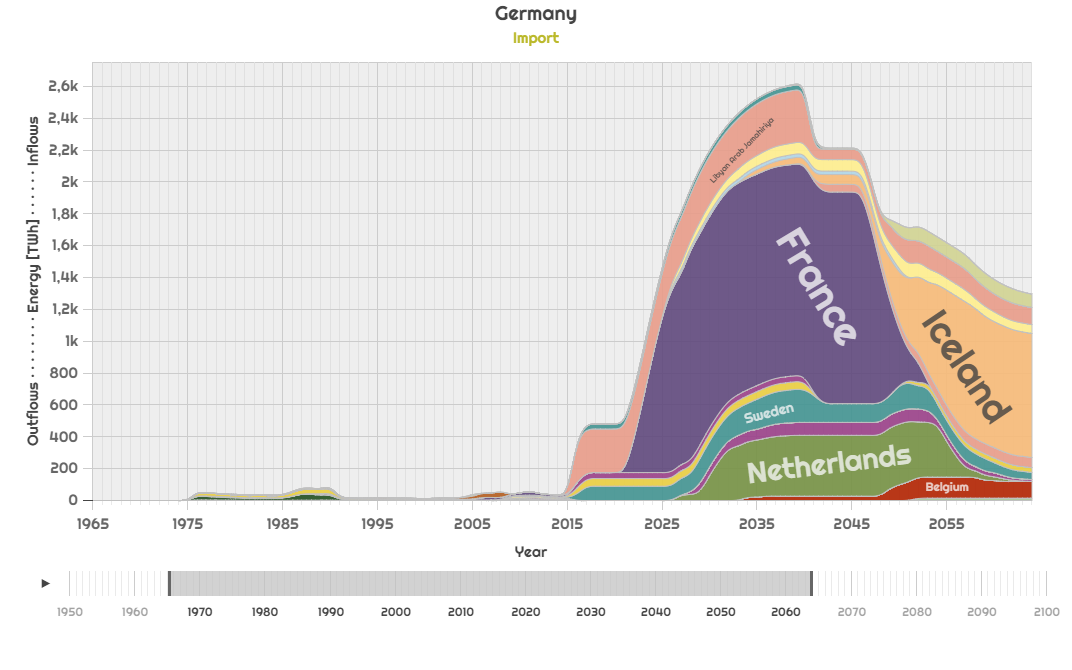 Germany
Import
Outflows · · · · · · · · Energy [TWh] · · · · · · Inflows
2,6k
2,4k
2,2k
2k
1,8k
1,6k
1,4k
1,2k
1k
800
600
400
200
0
Libyan Arab Jamahiriya
France
Iceland
Sweden
Netherlands
Belgium
1965 1975 1985 1995 2005 2015 2025 2035 2045 2055
Year
1950 1960 1970 1980 1990 2000 2010 2020 2030 2040 2050 2060 2070 2080 2090 2100